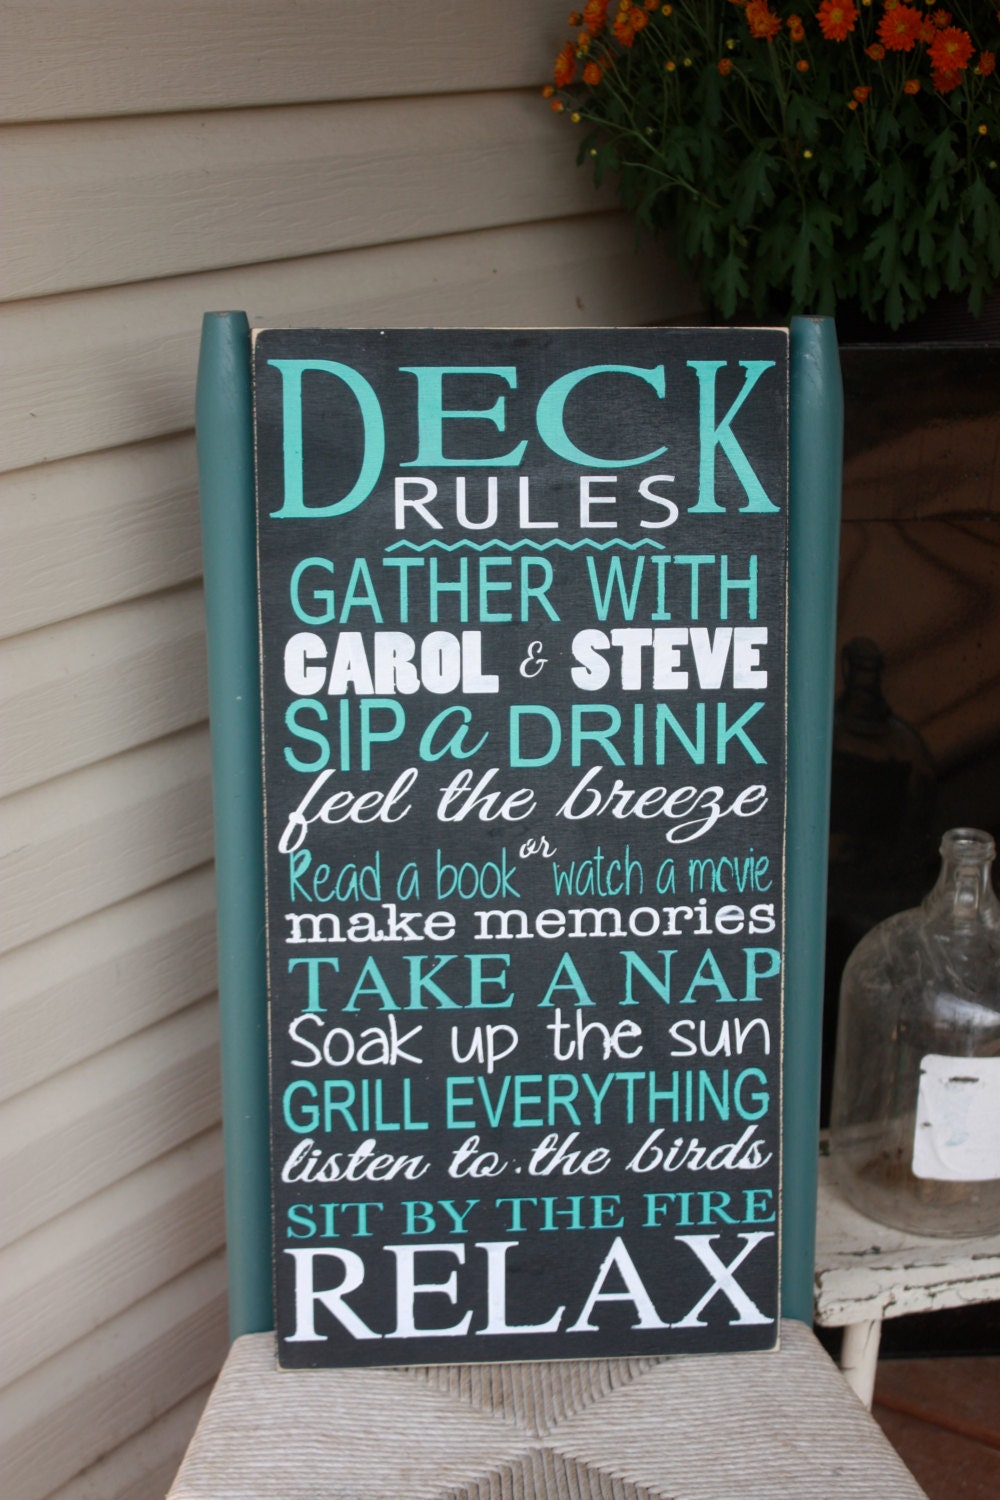 DECK
RULES
GATHER WITH
CAROL & STEVE
SIP a DRINK
feel the breeze
Read a book or watch a movie
make memories
TAKE A NAP
Soak up the sun
GRILL EVERYTHING
listen to the birds
SIT BY THE FIRE
RELAX